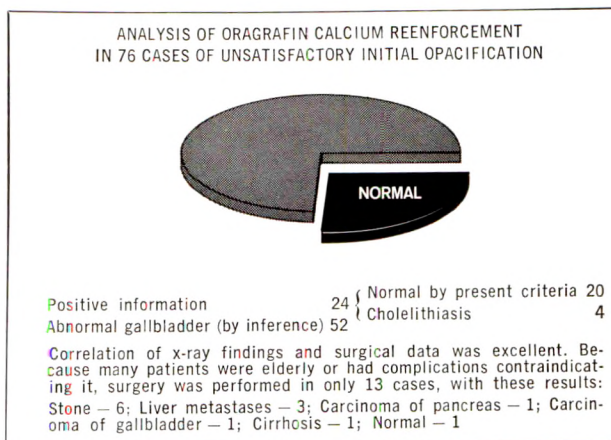 ANALYSIS OF ORAGRAFIN CALCIUM REENFORCEMENT
IN 76 CASES OF UNSATISFACTORY INITIAL OPACIFICATION
NORMAL
Positive information 24 { Normal by present criteria 20
Cholelithiasis 4
Abnormal gallbladder (by inference) 52
Correlation of x-ray findings and surgical data was excellent. Be-
cause many patients were elderly or had complications contraindicat-
ing it, surgery was performed in only 13 cases, with these results:
Stone — 6; Liver metastases — 3; Carcinoma of pancreas — 1; Carcin-
oma of gallbladder — 1; Cirrhosis — 1; Normal — 1